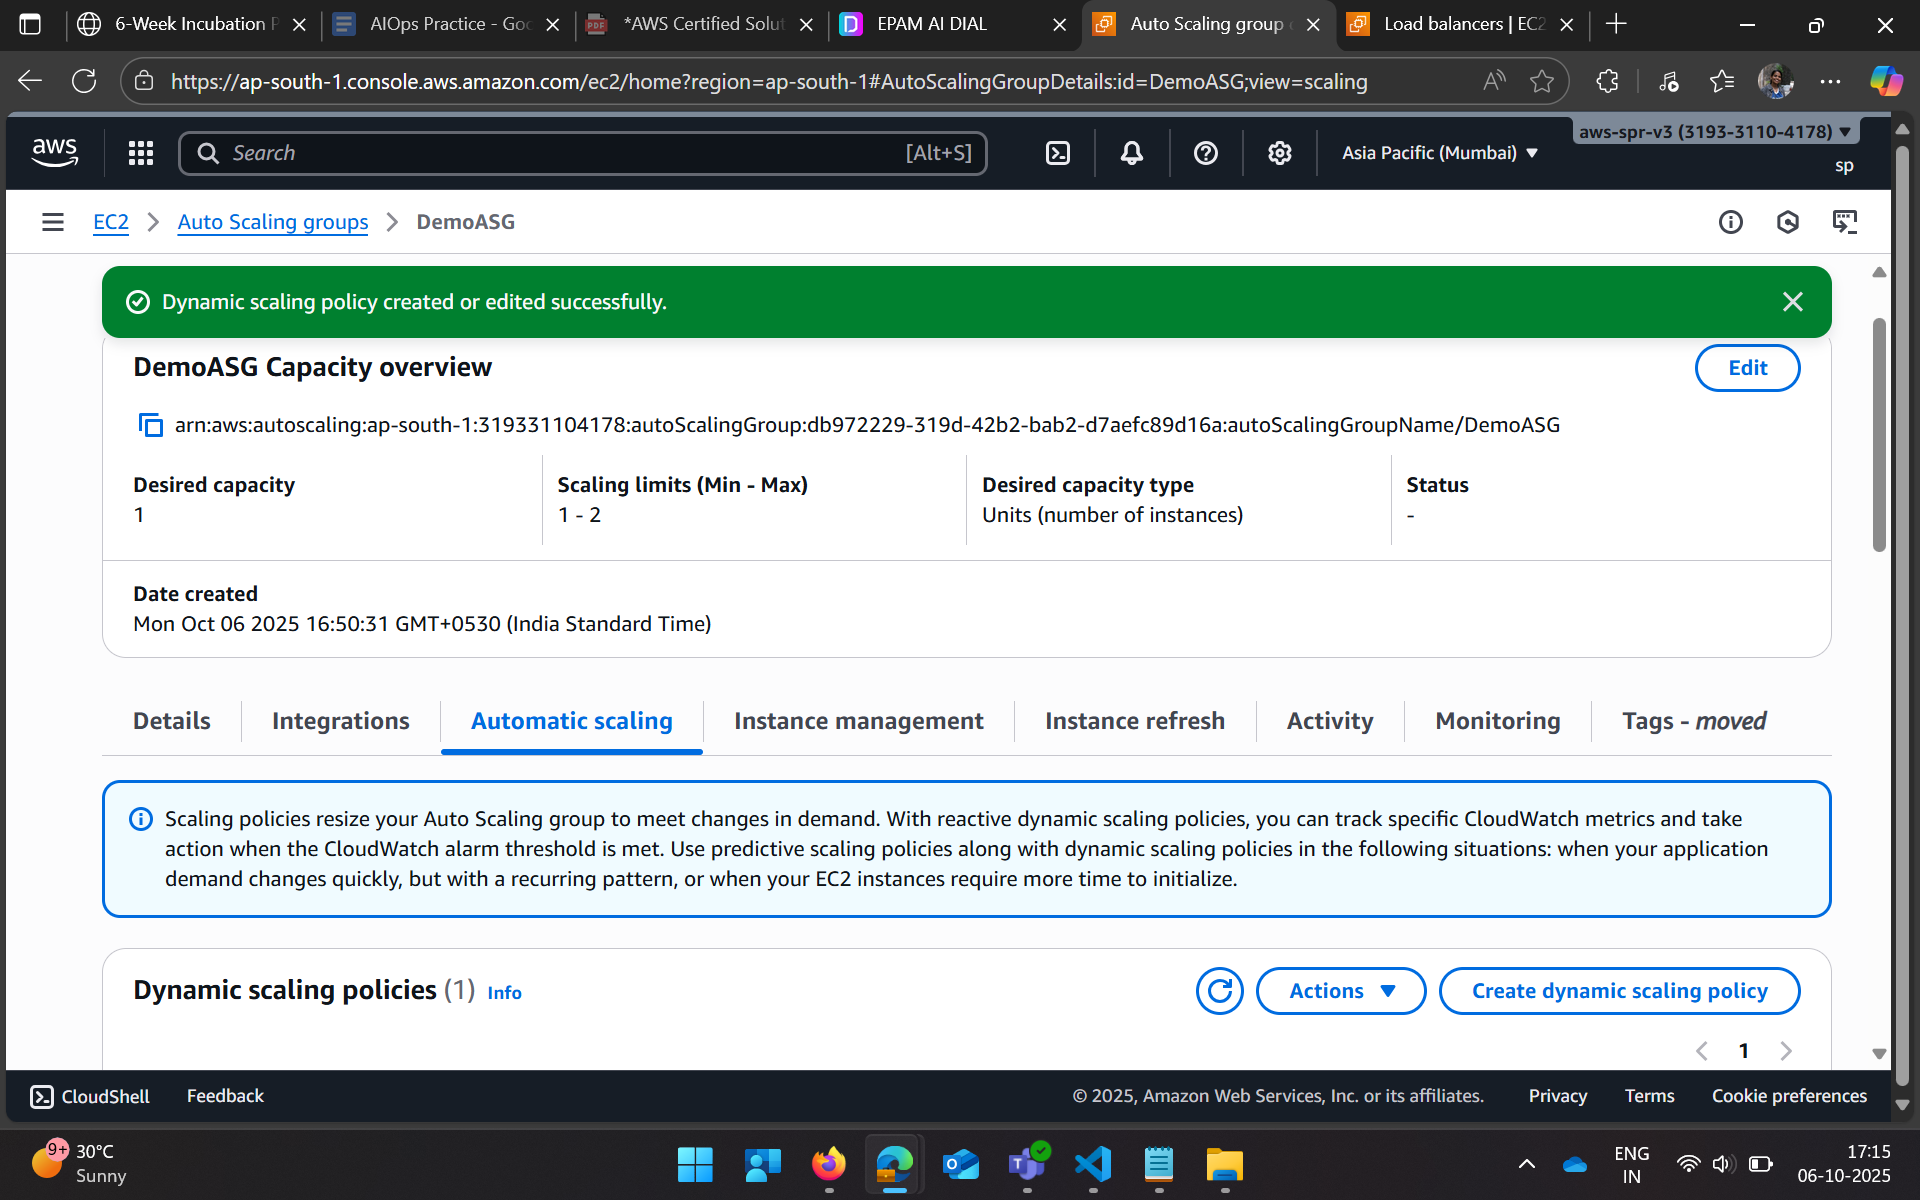 6-Week Incubation P
AIOps Practice - Goo
*AWS Certified Solut
EPAM AI DIAL
Auto Scaling group
Load balancers | EC2
https://ap-south-1.console.aws.amazon.com/ec2/home?region=ap-south-1#AutoScalingGroupDetails:id=DemoASG;view=scaling
aws
Search
[Alt+S]
Asia Pacific (Mumbai)
aws-spr-v3 (3193-3110-4178)
sp
EC2
Auto Scaling groups
DemoASG
Dynamic scaling policy created or edited successfully.
DemoASG Capacity overview
Edit
arn:aws:autoscaling:ap-south-1:319331104178:autoScalingGroup:db972229-319d-42b2-bab2-d7aefc89d16a:autoScalingGroupName/DemoASG
Desired capacity
1
Scaling limits (Min - Max)
1 - 2
Desired capacity type
Units (number of instances)
Status
-
Date created
Mon Oct 06 2025 16:50:31 GMT+0530 (India Standard Time)
Details
Integrations
Automatic scaling
Instance management
Instance refresh
Activity
Monitoring
Tags - moved
Scaling policies resize your Auto Scaling group to meet changes in demand. With reactive dynamic scaling policies, you can track specific CloudWatch metrics and take
action when the CloudWatch alarm threshold is met. Use predictive scaling policies along with dynamic scaling policies in the following situations: when your application
demand changes quickly, but with a recurring pattern, or when your EC2 instances require more time to initialize.
Dynamic scaling policies (1) Info
Actions
Create dynamic scaling policy
1
CloudShell
Feedback
© 2025, Amazon Web Services, Inc. or its affiliates.
Privacy
Terms
Cookie preferences
9+
30°C
Sunny
ENG
IN
17:15
06-10-2025